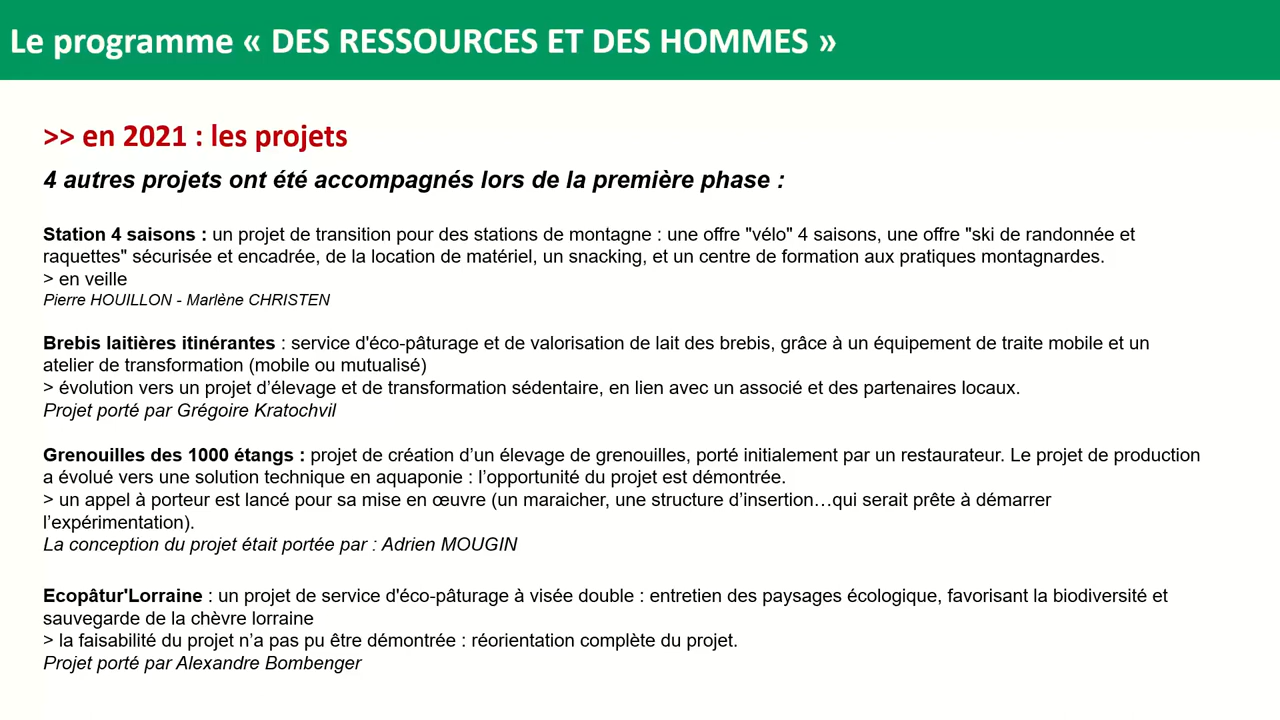 Le programme « DES RESSOURCES ET DES HOMMES »
>> en 2021 : les projets
4 autres projets ont été accompagnés lors de la première phase :
Station 4 saisons : un projet de transition pour des stations de montagne : une offre "vélo" 4 saisons, une offre "ski de randonnée et
raquettes" sécurisée et encadrée, de la location de matériel, un snacking, et un centre de formation aux pratiques montagnardes.
> en veille
Pierre HOUILLON - Marlène CHRISTEN
Brebis laitières itinérantes : service d'éco-pâturage et de valorisation de lait des brebis, grâce à un équipement de traite mobile et un
atelier de transformation (mobile ou mutualisé)
> évolution vers un projet d’élevage et de transformation sédentaire, en lien avec un associé et des partenaires locaux.
Projet porté par Grégoire Kratochvil
Grenouilles des 1000 étangs : projet de création d’un élevage de grenouilles, porté initialement par un restaurateur. Le projet de production
a évolué vers une solution technique en aquaponie : l’opportunité du projet est démontrée.
> un appel à porteur est lancé pour sa mise en œuvre (un maraicher, une structure d’insertion…qui serait prête à démarrer
l’expérimentation).
La conception du projet était portée par : Adrien MOUGIN
Ecopâtur'Lorraine : un projet de service d'éco-pâturage à visée double : entretien des paysages écologique, favorisant la biodiversité et
sauvegarde de la chèvre lorraine
> la faisabilité du projet n’a pas pu être démontrée : réorientation complète du projet.
Projet porté par Alexandre Bombenger